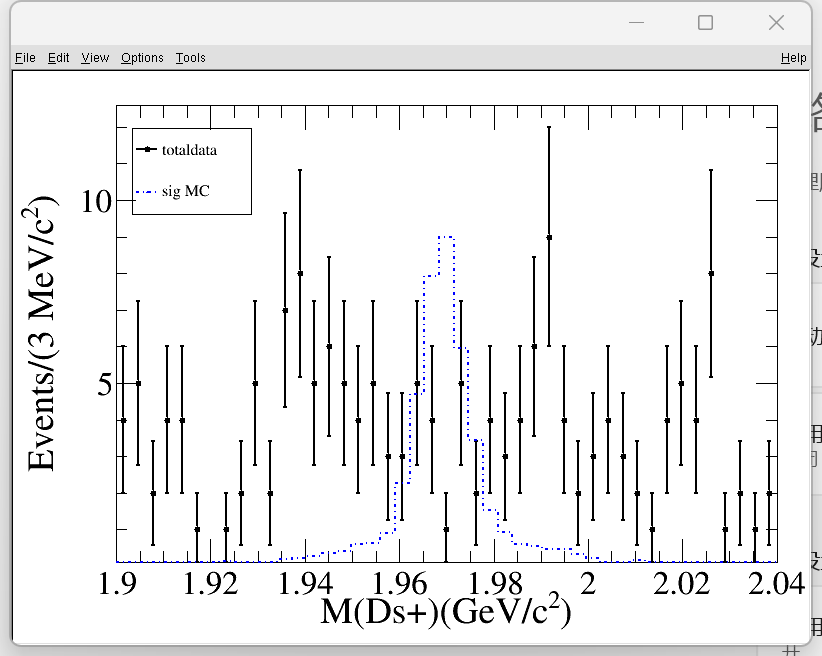 File Edit View Options Tools Help
totaldata
sig MC
10
5
Events/(3 MeV/c²)
1.9 1.92 1.94 1.96 1.98 2 2.02 2.04
M(Ds+)(GeV/c²)